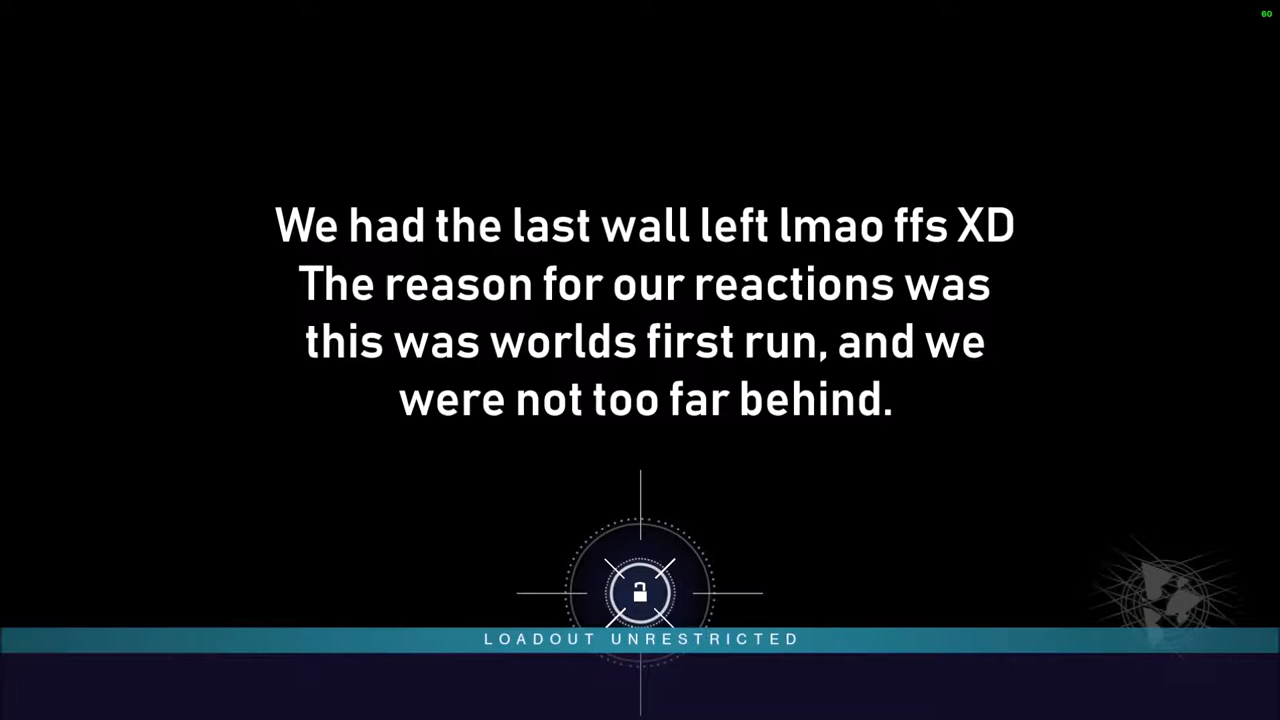 60
We had the last wall left lmao ffs XD
The reason for our reactions was
this was worlds first run, and we
were not too far behind.
LOADOUT UNRESTRICTED